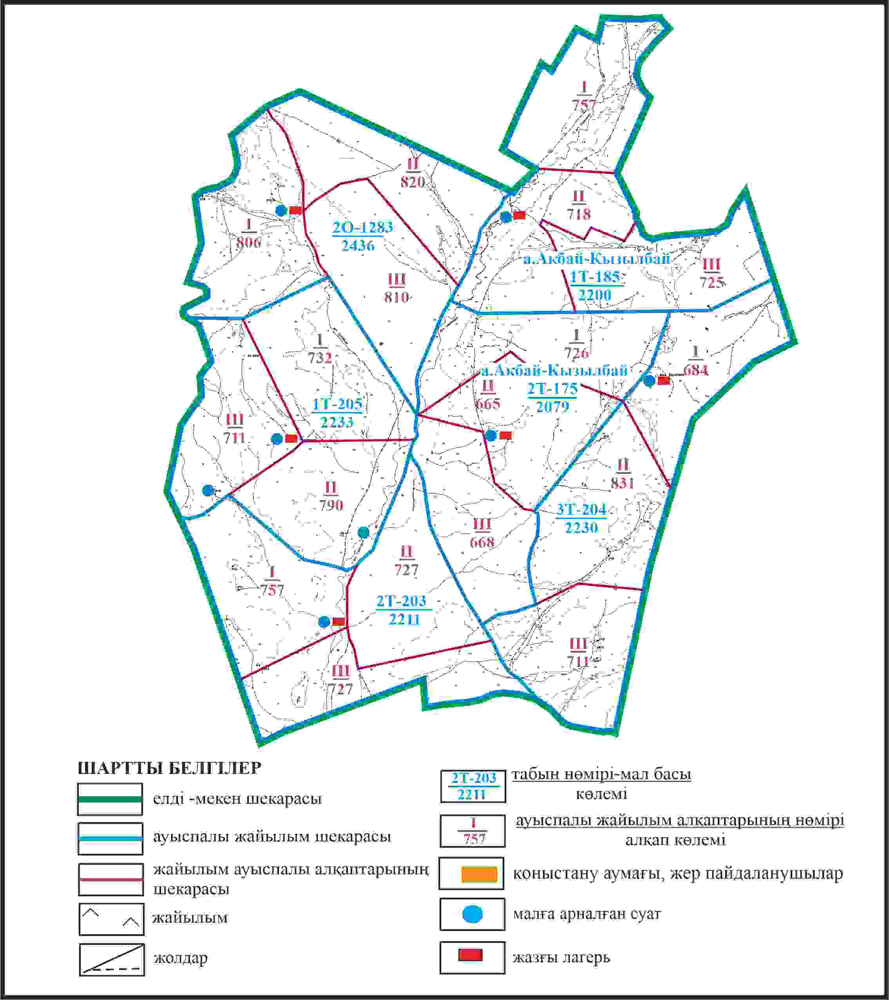 I
757
II
820
II
718
I
806
2О-1283
2436
а.Акбай-Кызылбай
1Т-185
2200
III
725
III
810
I
732
I
726
I
684
а.Акбай-Кызылбай
2Т-175
2079
II
665
1Т-205
2233
III
711
II
831
II
790
3Т-204
2230
III
668
II
727
I
757
2Т-203
2211
III
711
III
727
ШАРТТЫ БЕЛГІЛЕР
елді -мекен шекарасы
ауыспалы жайылым шекарасы
жайылым ауыспалы алқаптарының
шекарасы
жайылым
жолдар
2Т-203
2211
табын нөмірі-мал басы
көлемі
I
757
ауыспалы жайылым алқаптарының нөмірі
алқап көлемі
қоныстану аумағы, жер пайдаланушылар
малға арналған суат
жазғы лагерь